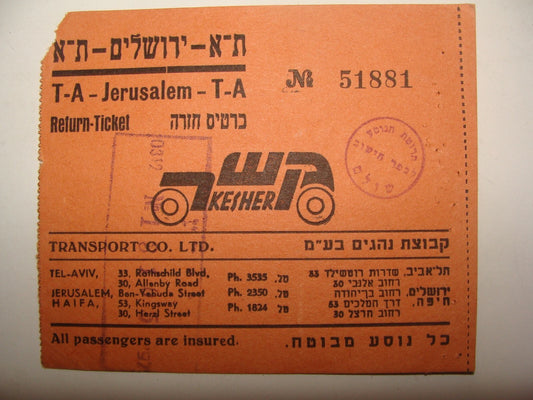 ת״א-ירושלים-ת״א
T-A - Jerusalem - T-A
№ 51881
Return-Ticket כרטיס חזרה
קשר
KESHER
TRANSPORT CO. LTD. קבוצת נהגים בע״מ
TEL-AVIV, 33, Rothschild Blvd, Ph. 3535 טל. תל־אביב, שדרות רוטשילד 33
30, Allenby Road רחוב אלנבי 30
JERUSALEM, Ben-Yehuda Street Ph. 2350 טל. ירושלים, רחוב בן־יהודה
HAIFA, 53, Kingsway Ph. 1824 טל. חיפה, דרך המלכים 53
30, Herzl Street רחוב הרצל 30
All passengers are insured. כל נוסע מבוטח.